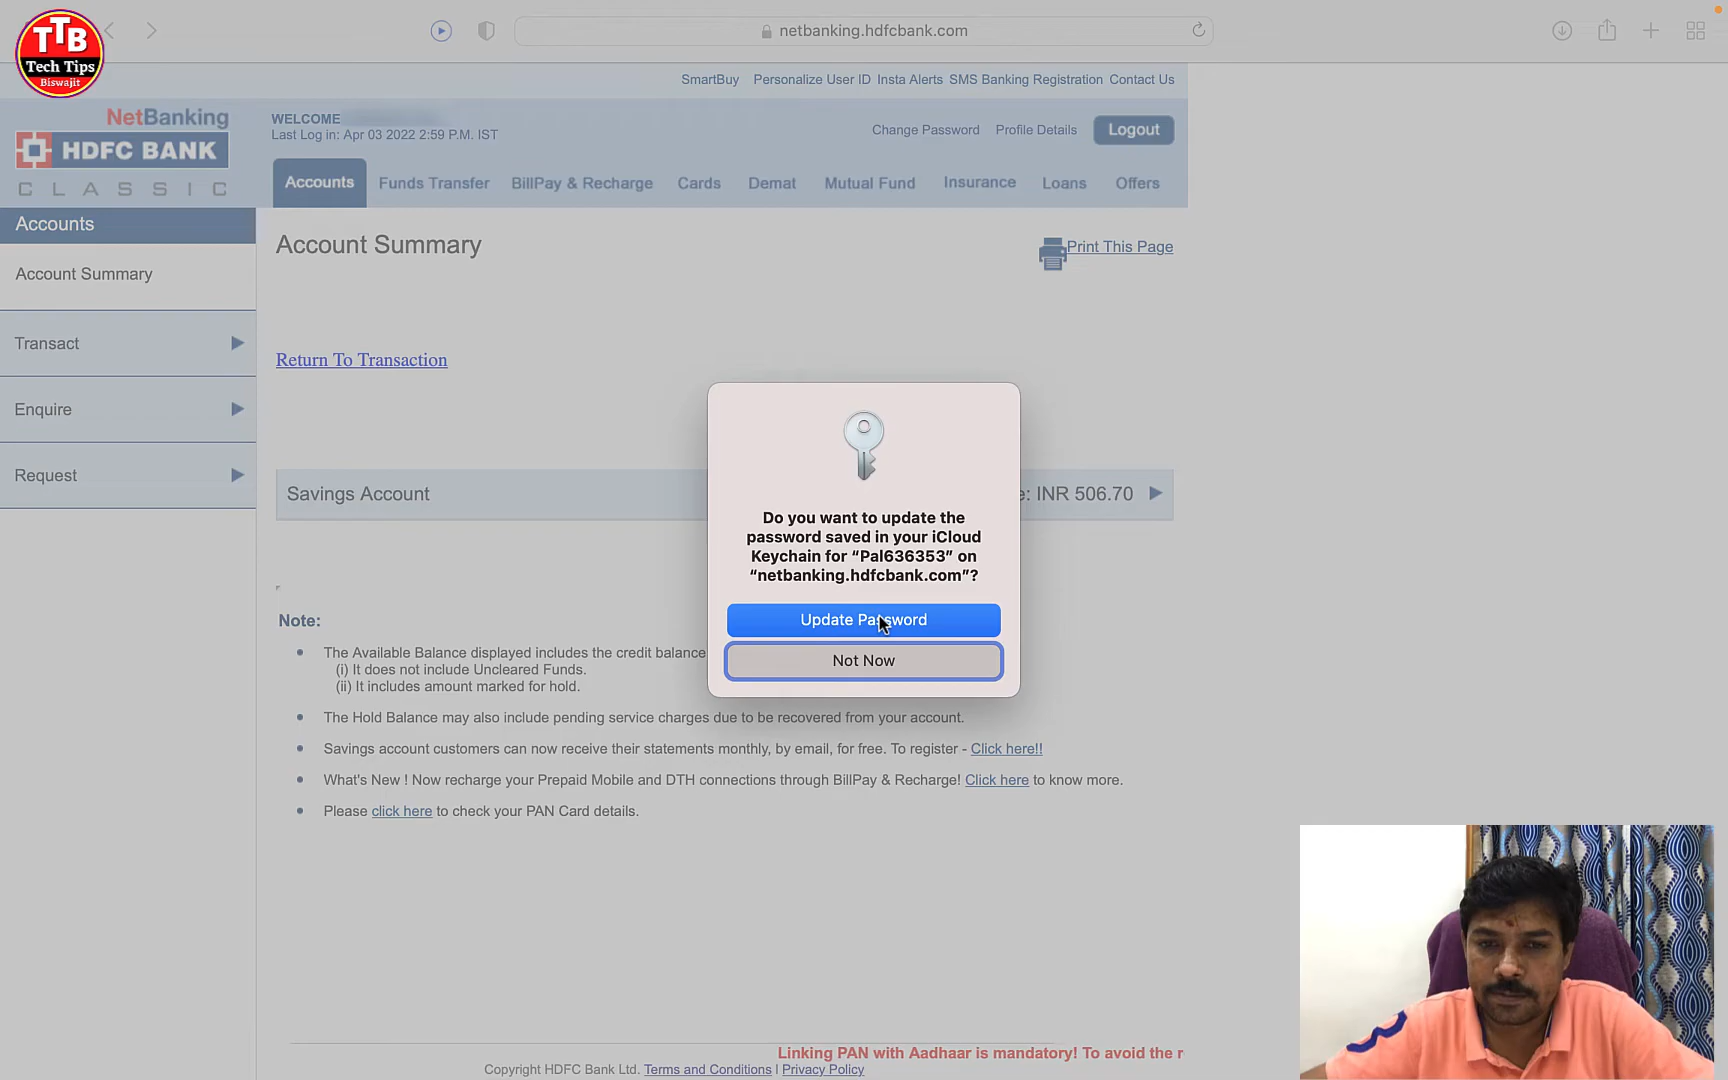 TTB
Tech Tips
Biswajit
netbanking.hdfcbank.com
SmartBuy Personalize User ID Insta Alerts SMS Banking Registration Contact Us
NetBanking
HDFC BANK
CLASSIC
WELCOME
Last Log in: Apr 03 2022 2:59 P.M. IST
Change Password Profile Details Logout
Accounts Funds Transfer BillPay & Recharge Cards Demat Mutual Fund Insurance Loans Offers
Accounts
Account Summary
Transact
Enquire
Request
Account Summary
Print This Page
Return To Transaction
Savings Account
e: INR 506.70
Do you want to update the
password saved in your iCloud
Keychain for “Pal636353” on
“netbanking.hdfcbank.com”?
Update Password
Not Now
Note:
The Available Balance displayed includes the credit balance
(i) It does not include Uncleared Funds.
(ii) It includes amount marked for hold.
The Hold Balance may also include pending service charges due to be recovered from your account.
Savings account customers can now receive their statements monthly, by email, for free. To register - Click here!!
What's New ! Now recharge your Prepaid Mobile and DTH connections through BillPay & Recharge! Click here to know more.
Please click here to check your PAN Card details.
Linking PAN with Aadhaar is mandatory! To avoid the r
Copyright HDFC Bank Ltd. Terms and Conditions I Privacy Policy